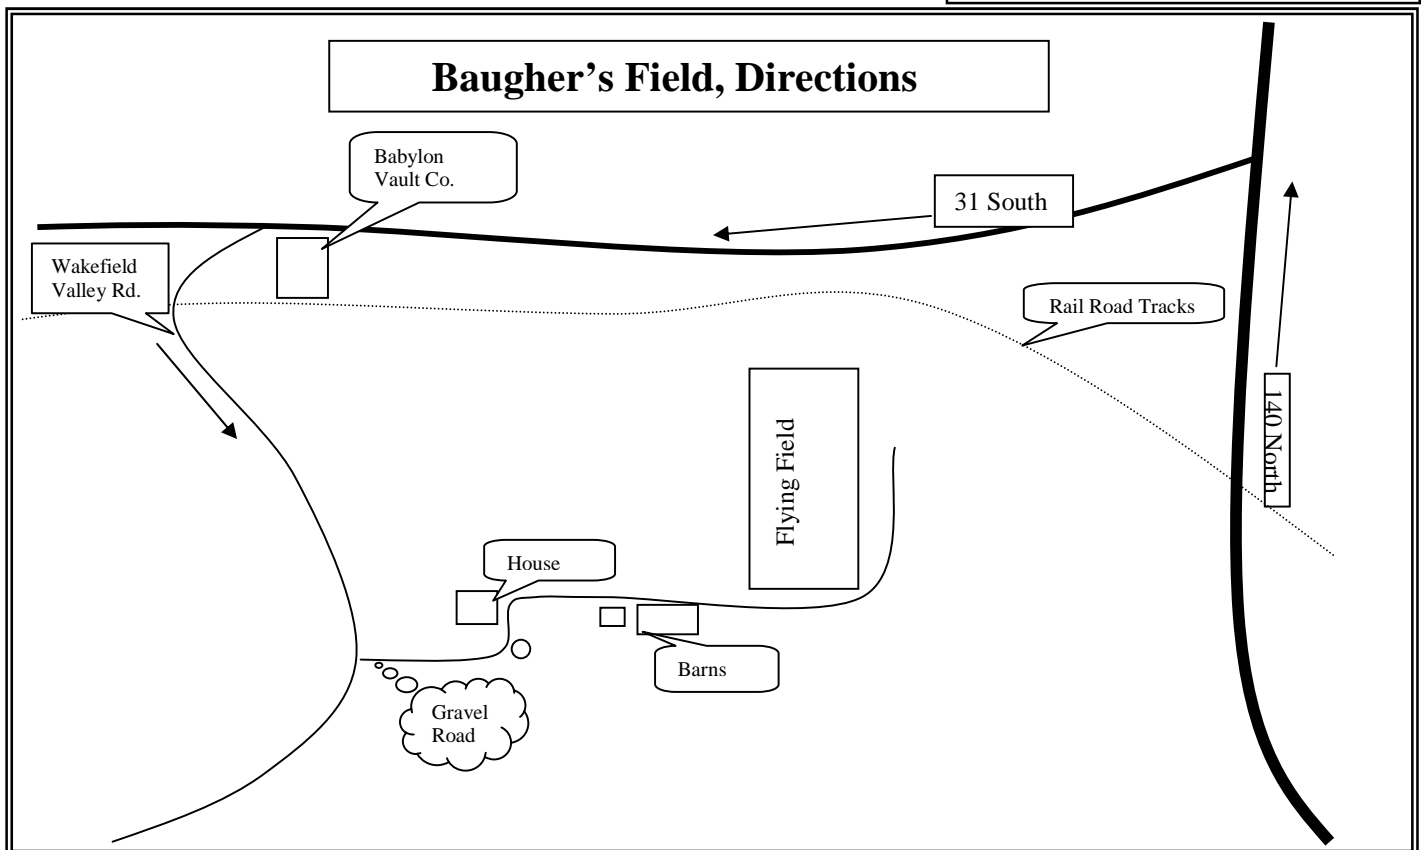 Baugher's Field, Directions
Babylon
Vault Co.
31 South
Wakefield
Valley Rd.
Rail Road Tracks
140 North
Flying Field
House
Barns
Gravel
Road